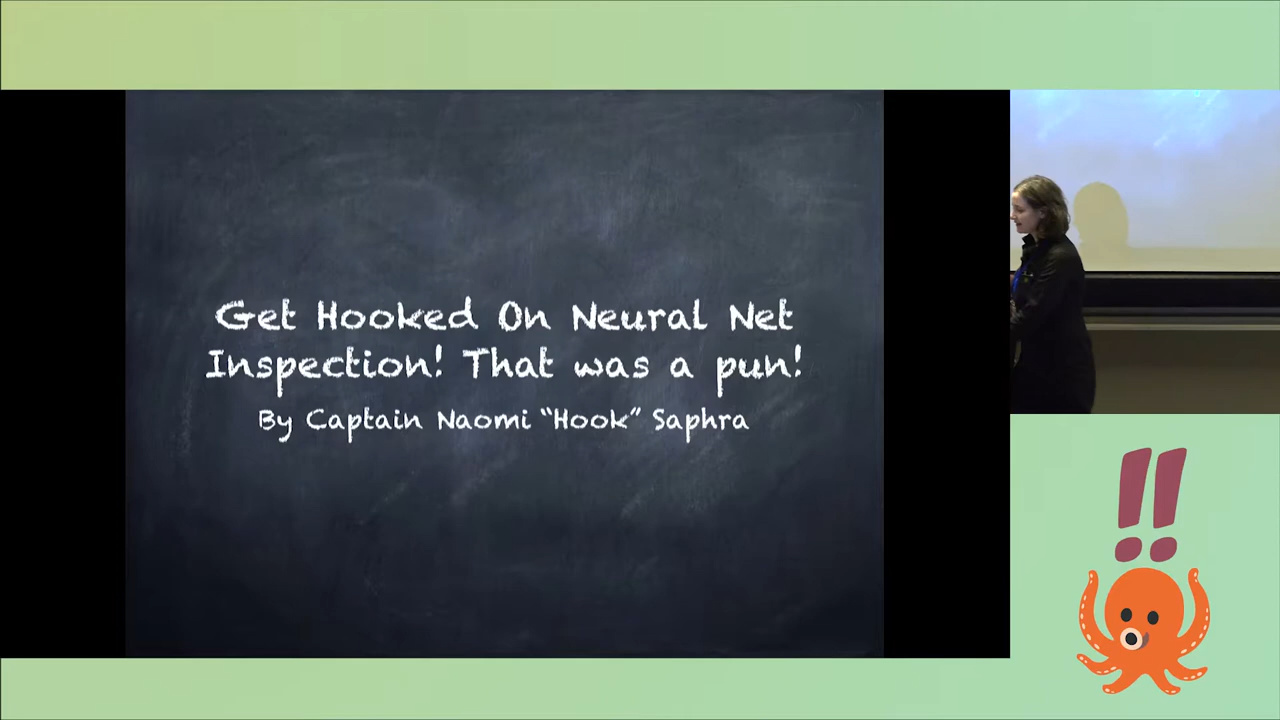 Get Hooked On Neural Net
Inspection! That was a pun!
By Captain Naomi “Hook” Saphra
!!